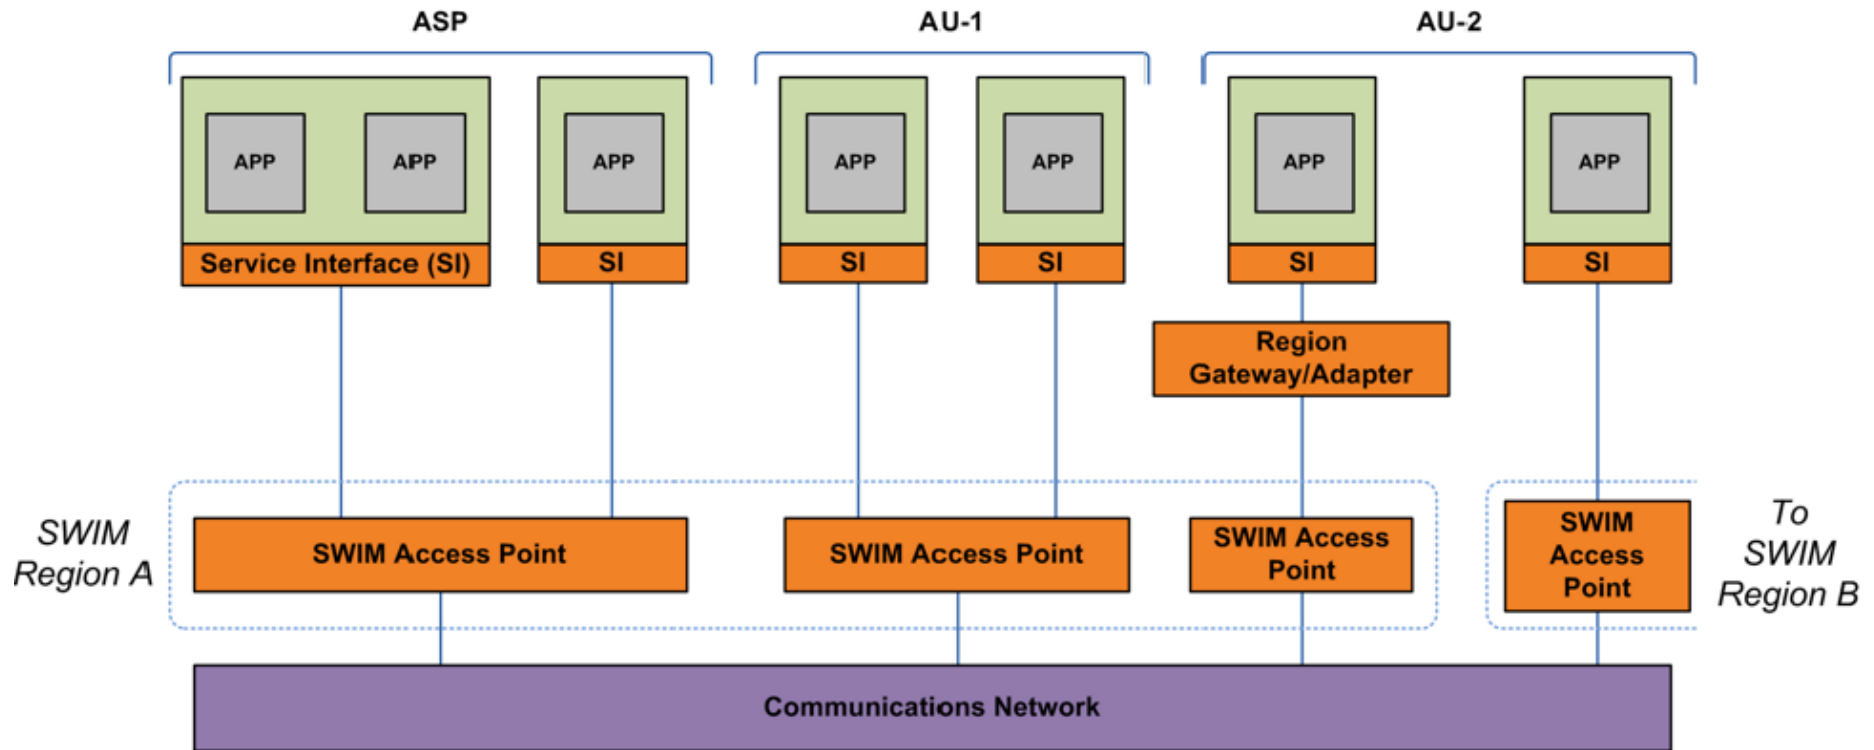 ASP
AU-1
AU-2
APP
APP
APP
APP
APP
APP
APP
Service Interface (SI)
SI
SI
SI
SI
SI
Region
Gateway/Adapter
SWIM
Region A
SWIM Access Point
SWIM Access Point
SWIM Access
Point
SWIM
Access
Point
To
SWIM
Region B
Communications Network